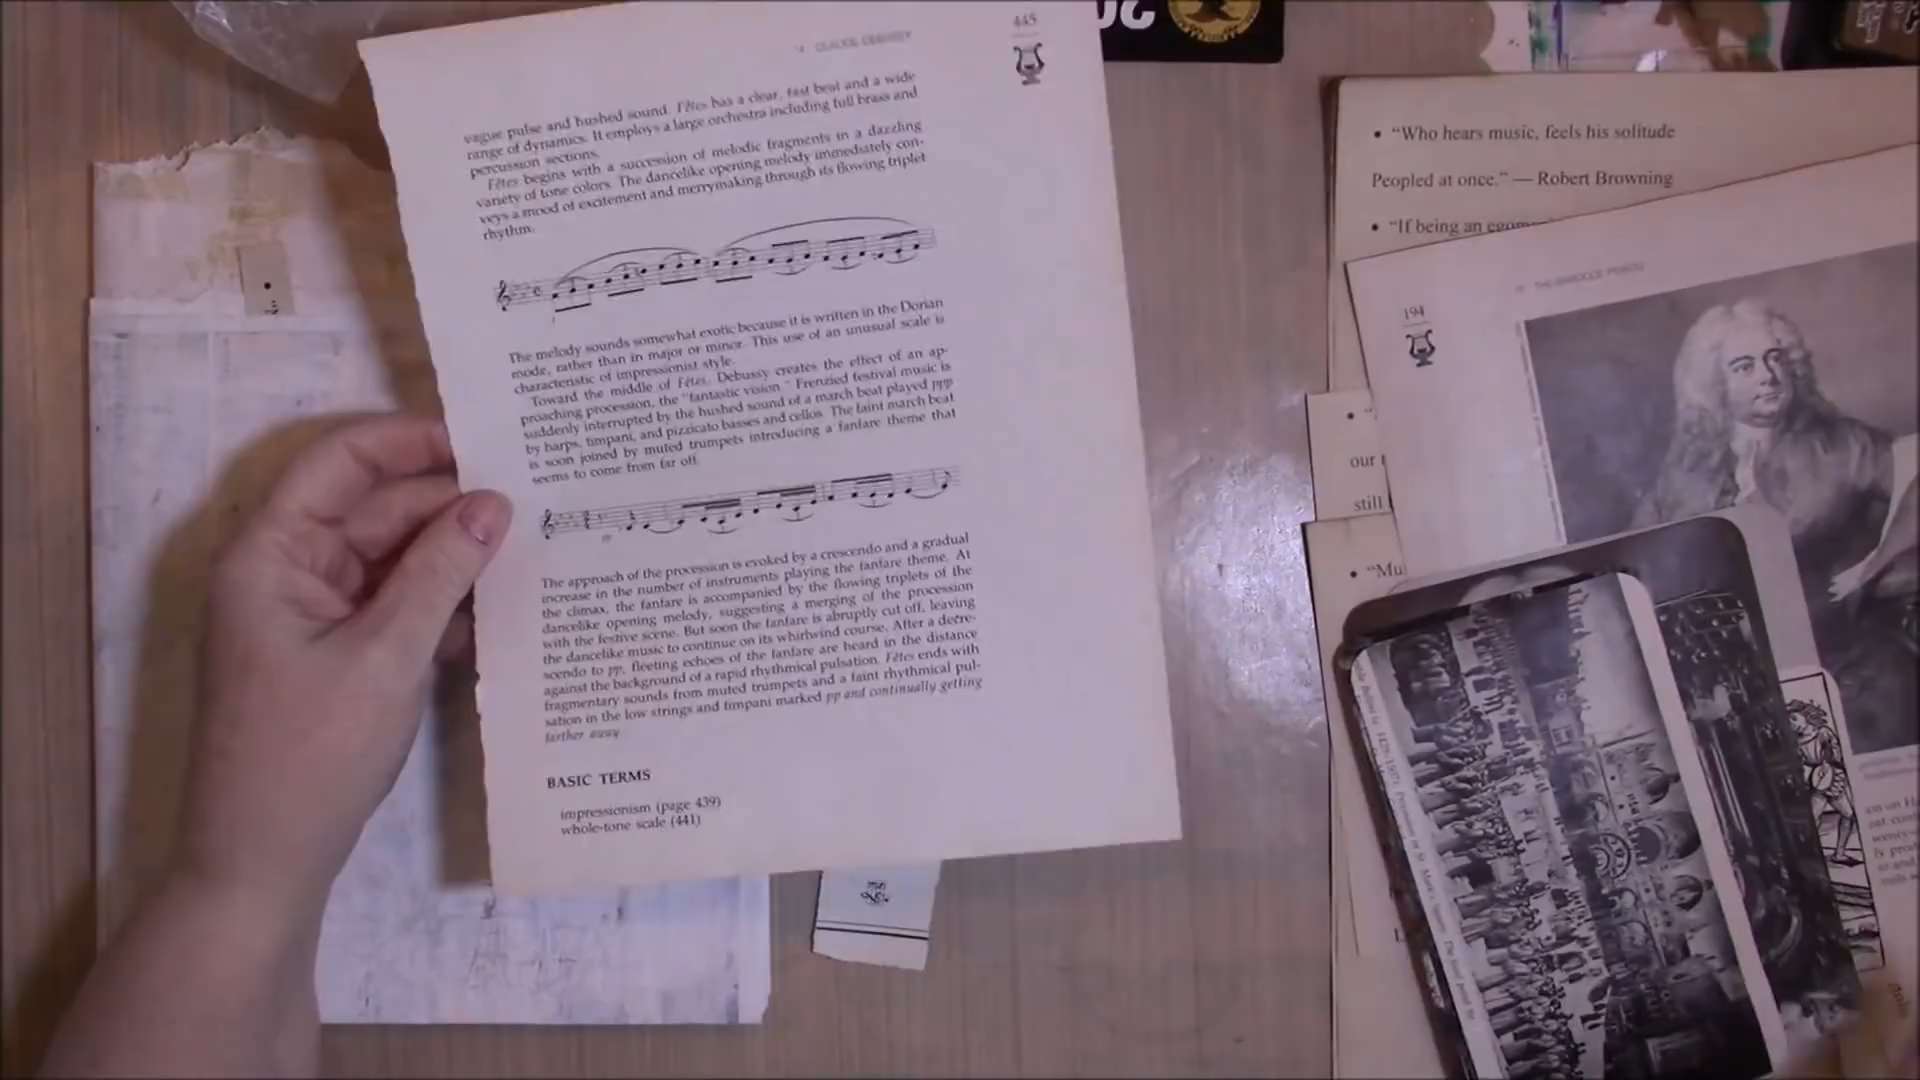 445
CLAUDE DEBUSSY
vague pulse and hushed sound. Fêtes has a clear, fast beat and a wide
range of dynamics. It employs a large orchestra including full brass and
percussion sections.
Fêtes begins with a succession of melodic fragments in a dazzling
variety of tone colors. The dancelike opening melody immediately con-
veys a mood of excitement and merrymaking through its flowing triplet
rhythm.
The melody sounds somewhat exotic because it is written in the Dorian
mode, rather than in major or minor. This use of an unusual scale is
characteristic of impressionist style.
Toward the middle of Fêtes, Debussy creates the effect of an ap-
proaching procession, the "fantastic vision." Frenzied festival music is
suddenly interrupted by the hushed sound of a march beat played ppp
by harps, timpani, and pizzicato basses and cellos. The faint march beat
is soon joined by muted trumpets introducing a fanfare theme that
seems to come from far off.
The approach of the procession is evoked by a crescendo and a gradual
increase in the number of instruments playing the fanfare theme. At
the climax, the fanfare is accompanied by the flowing triplets of the
dancelike opening melody, suggesting a merging of the procession
with the festive scene. But soon the fanfare is abruptly cut off, leaving
the dancelike music to continue on its whirlwind course. After a decre-
scendo to pp, fleeting echoes of the fanfare are heard in the distance
against the background of a rapid rhythmical pulsation. Fêtes ends with
fragmentary sounds from muted trumpets and a faint rhythmical pul-
sation in the low strings and timpani marked pp and continually getting
farther away.
BASIC TERMS
impressionism (page 439)
whole-tone scale (441)
• "Who hears music, feels his solitude
Peopled at once." — Robert Browning
• "If being an
THE BAROQUE PERIOD
194
our
still
• "Mu